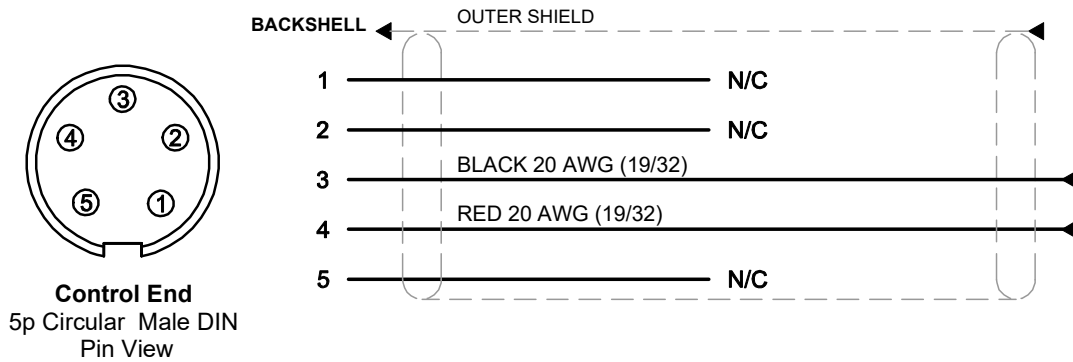 BACKSHELL
OUTER SHIELD
1
N/C
2
N/C
3
BLACK 20 AWG (19/32)
4
RED 20 AWG (19/32)
5
N/C
3
4
2
5
1
Control End
5p Circular Male DIN
Pin View